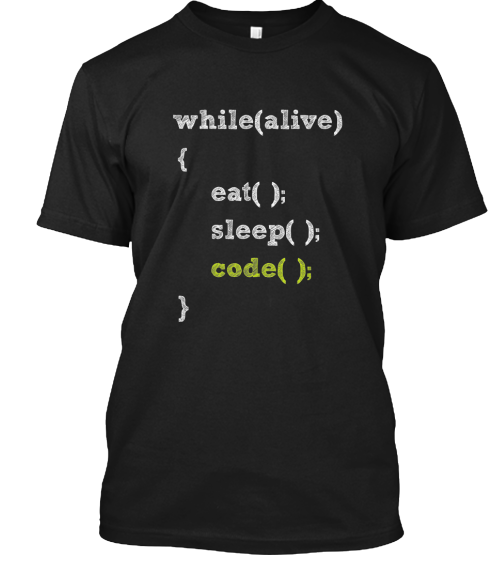 while(alive)
{
eat( );
sleep( );
code( );
}